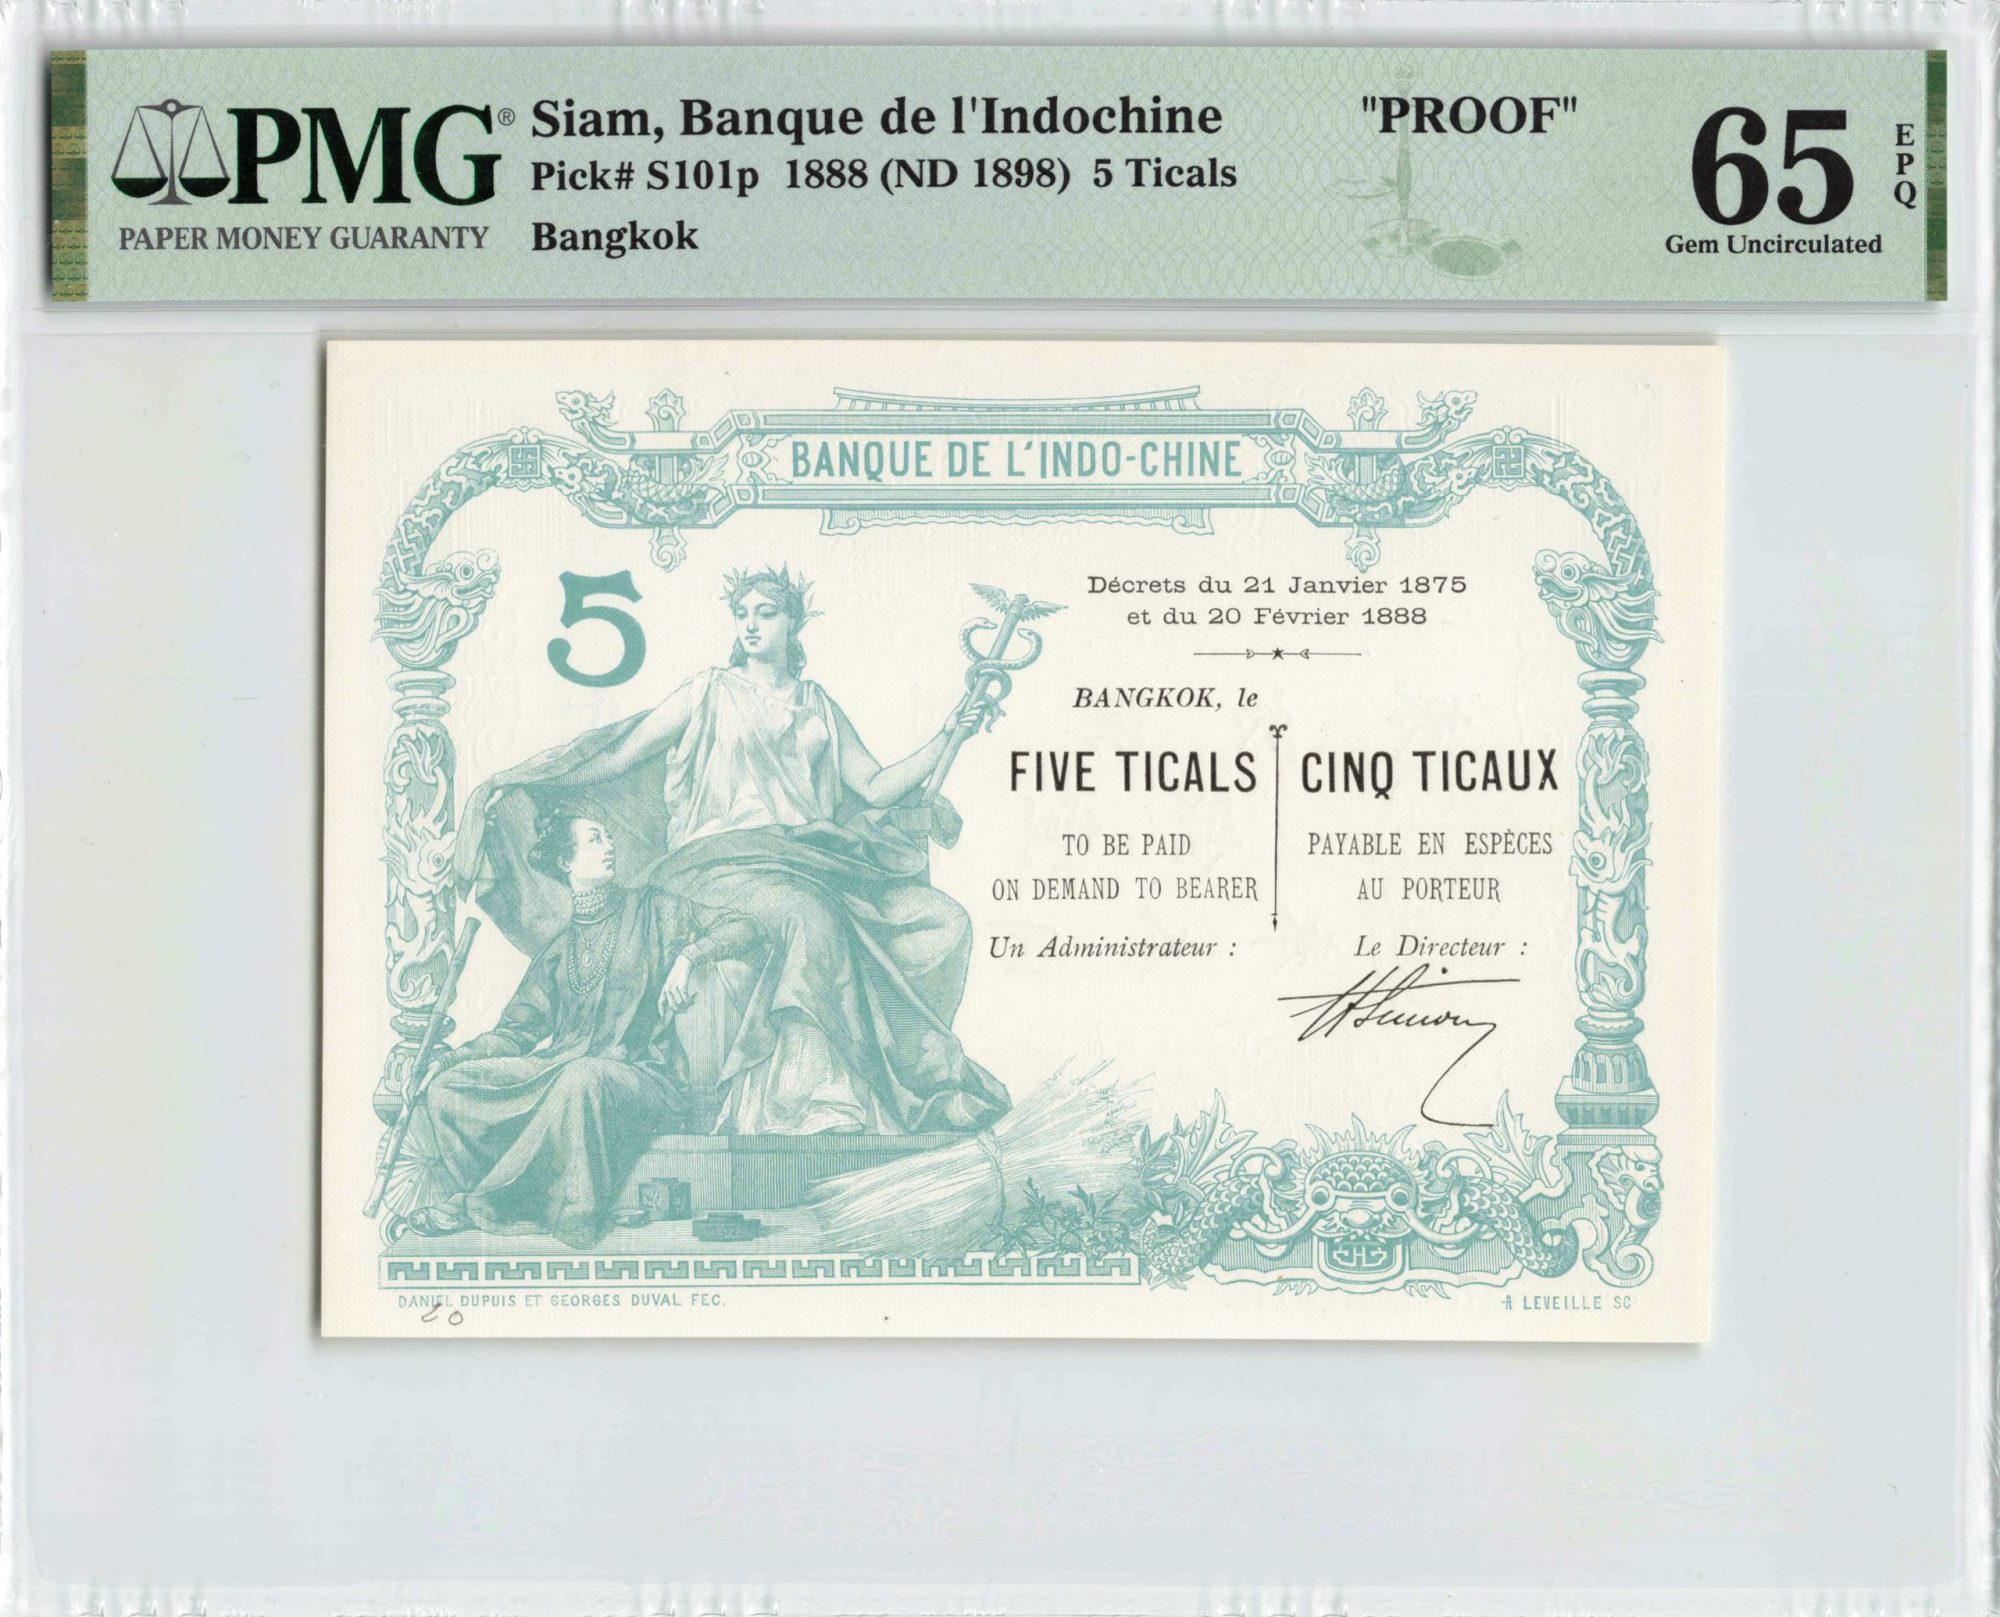 PMG®
PAPER MONEY GUARANTY
Siam, Banque de l'Indochine "PROOF"
Pick# S101p 1888 (ND 1898) 5 Ticals
Bangkok
65
EPQ
Gem Uncirculated
BANQUE DE L'INDO-CHINE
5
Décrets du 21 Janvier 1875
et du 20 Février 1888
BANGKOK, le
FIVE TICALS
TO BE PAID
ON DEMAND TO BEARER
CINQ TICAUX
PAYABLE EN ESPÈCES
AU PORTEUR
Un Administrateur :
Le Directeur :
DANIEL DUPUIS ET GEORGES DUVAL FEC.
A LEVEILLE SC
20